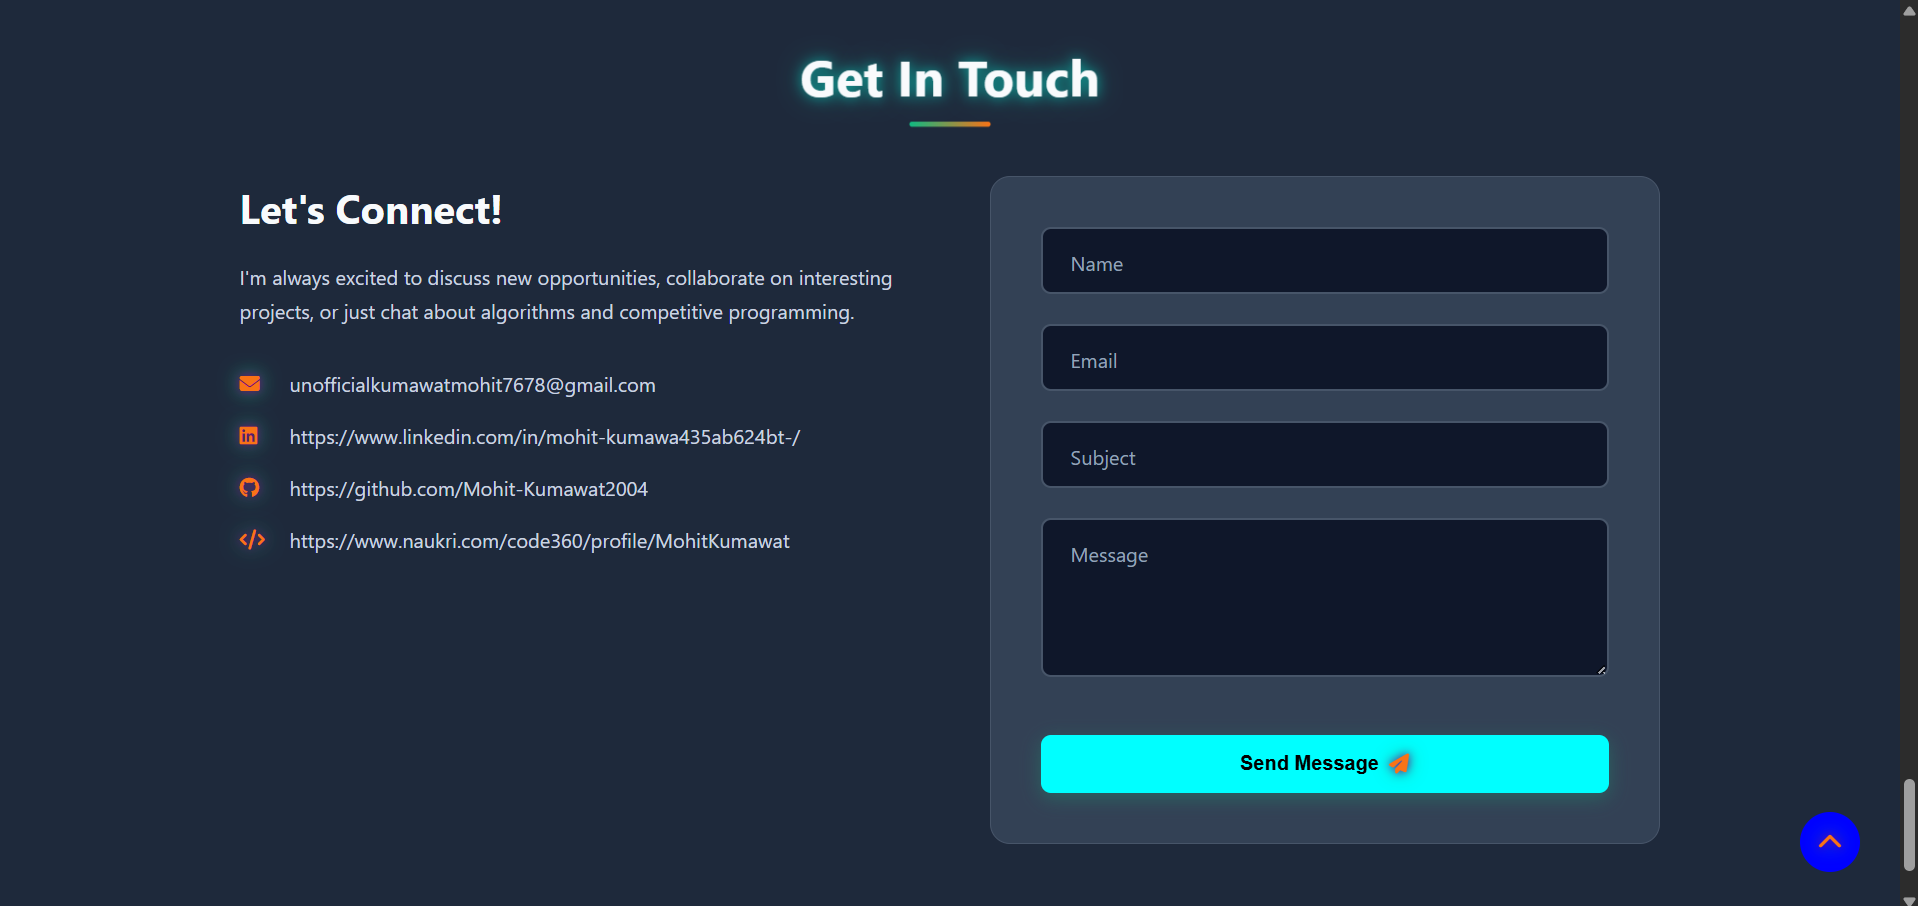 Get In Touch
Let's Connect!
I'm always excited to discuss new opportunities, collaborate on interesting
projects, or just chat about algorithms and competitive programming.
unofficialkumawatmohit7678@gmail.com
https://www.linkedin.com/in/mohit-kumawa435ab624bt-/
https://github.com/Mohit-Kumawat2004
https://www.naukri.com/code360/profile/MohitKumawat
Name
Email
Subject
Message
Send Message